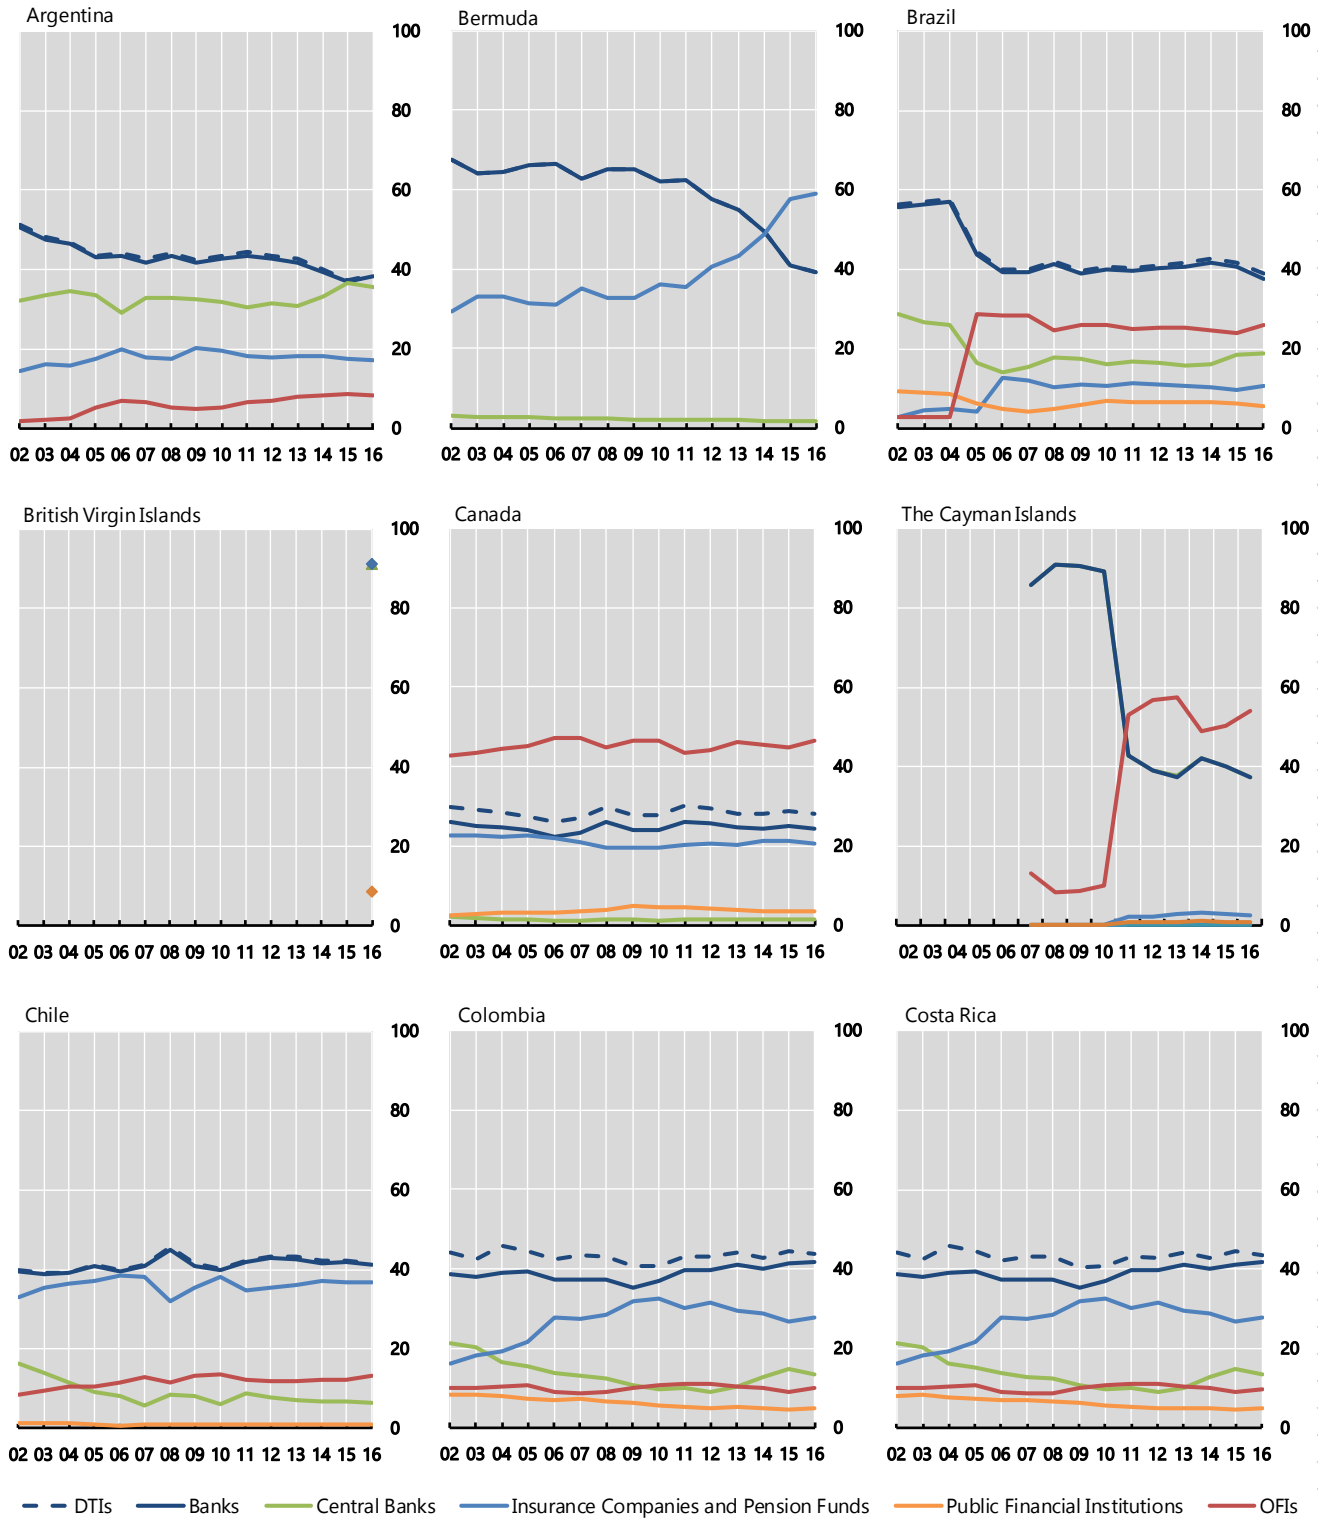 Argentina
Bermuda
Brazil
100
100
100
80
80
80
60
60
60
40
40
40
20
20
20
0
0
0
02 03 04 05 06 07 08 09 10 11 12 13 14 15 16
02 03 04 05 06 07 08 09 10 11 12 13 14 15 16
02 03 04 05 06 07 08 09 10 11 12 13 14 15 16
British Virgin Islands
Canada
The Cayman Islands
100
100
100
80
80
80
60
60
60
40
40
40
20
20
20
0
0
0
02 03 04 05 06 07 08 09 10 11 12 13 14 15 16
02 03 04 05 06 07 08 09 10 11 12 13 14 15 16
02 03 04 05 06 07 08 09 10 11 12 13 14 15 16
Chile
Colombia
Costa Rica
100
100
100
80
80
80
60
60
60
40
40
40
20
20
20
0
0
0
02 03 04 05 06 07 08 09 10 11 12 13 14 15 16
02 03 04 05 06 07 08 09 10 11 12 13 14 15 16
02 03 04 05 06 07 08 09 10 11 12 13 14 15 16
DTIs Banks Central Banks Insurance Companies and Pension Funds Public Financial Institutions OFIs